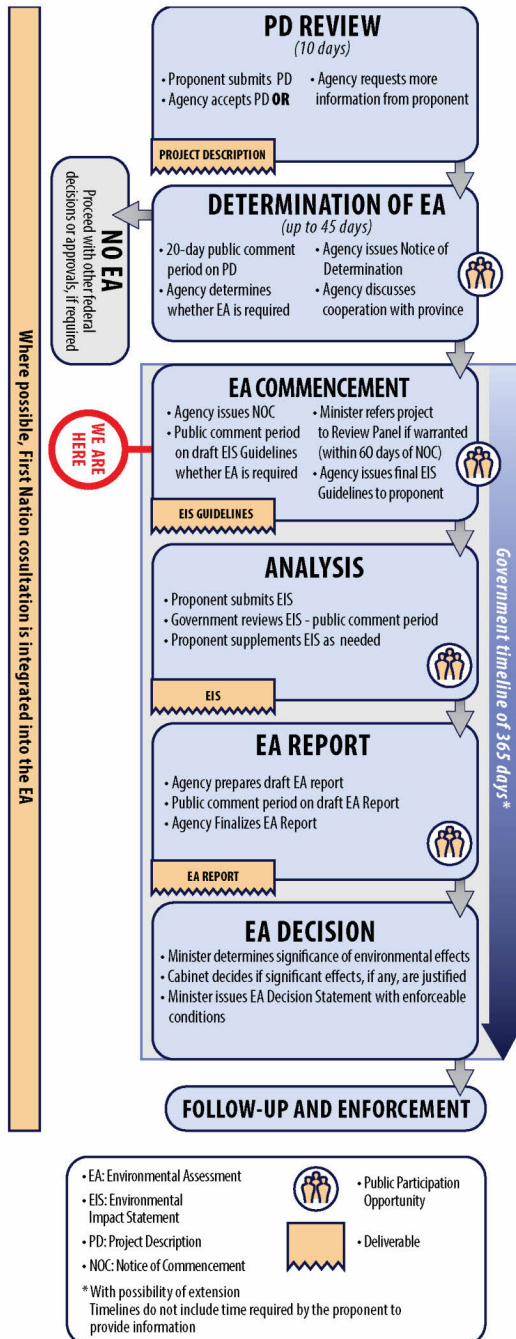 PD REVIEW
(10 days)
• Proponent submits PD
• Agency accepts PD OR
• Agency requests more
information from proponent
PROJECT DESCRIPTION
DETERMINATION OF EA
(up to 45 days)
• 20-day public comment
period on PD
• Agency determines
whether EA is required
• Agency issues Notice of
Determination
• Agency discusses
cooperation with province
NO EA
Proceed with other federal
decisions or approvals, if required
Where possible, First Nation cosultation is integrated into the EA
EA COMMENCEMENT
• Agency issues NOC
• Public comment period
on draft EIS Guidelines
whether EA is required
• Minister refers project
to Review Panel if warranted
(within 60 days of NOC)
• Agency issues final EIS
Guidelines to proponent
EIS GUIDELINES
WE ARE
HERE
Government timeline of 365 days*
ANALYSIS
• Proponent submits EIS
• Government reviews EIS - public comment period
• Proponent supplements EIS as needed
EIS
EA REPORT
• Agency prepares draft EA report
• Public comment period on draft EA Report
• Agency Finalizes EA Report
EA REPORT
EA DECISION
• Minister determines significance of environmental effects
• Cabinet decides if significant effects, if any, are justified
• Minister issues EA Decision Statement with enforceable
conditions
FOLLOW-UP AND ENFORCEMENT
• EA: Environmental Assessment
• EIS: Environmental
Impact Statement
• PD: Project Description
• NOC: Notice of Commencement
• Public Participation
Opportunity
• Deliverable
* With possibility of extension
Timelines do not include time required by the proponent to
provide information